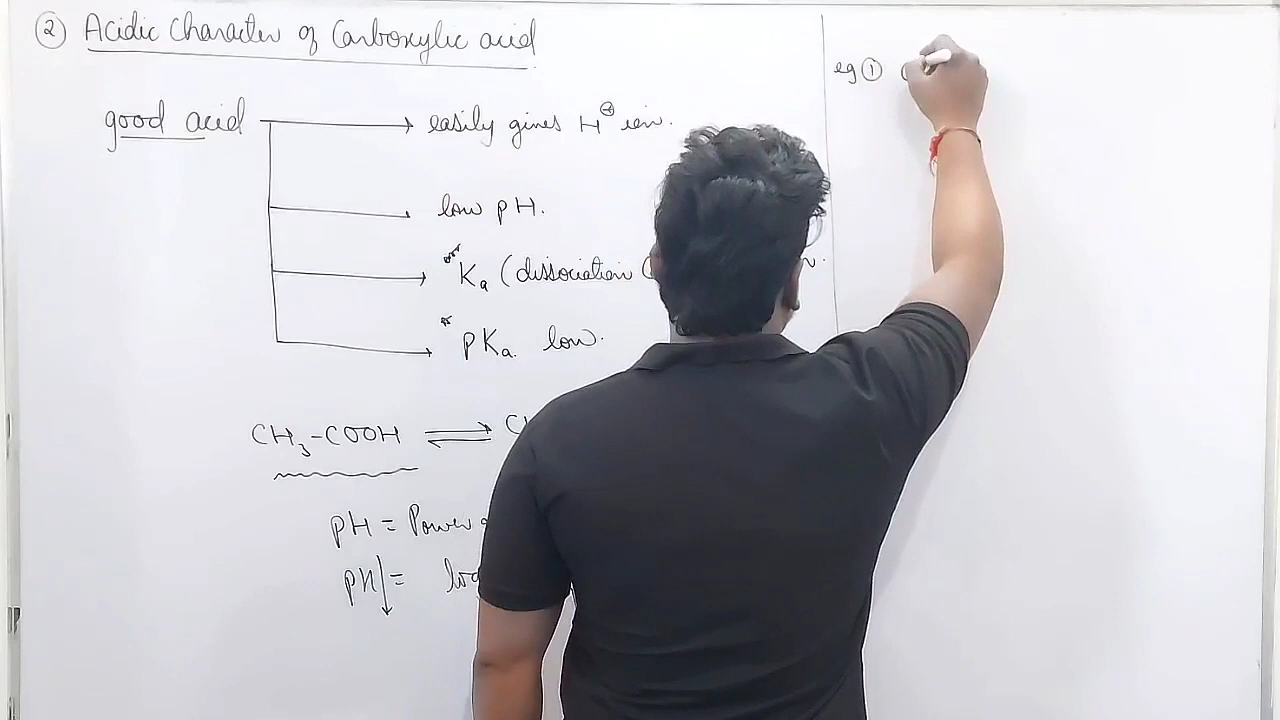 ② Acidic Character of Carboxylic acid
good acid → easily gives H⊕ ion.
→ low pH.
→ Ka (dissociation
→ pKa low.
CH₃-COOH ⇌
pH = Power
pH↓ =
eg ①